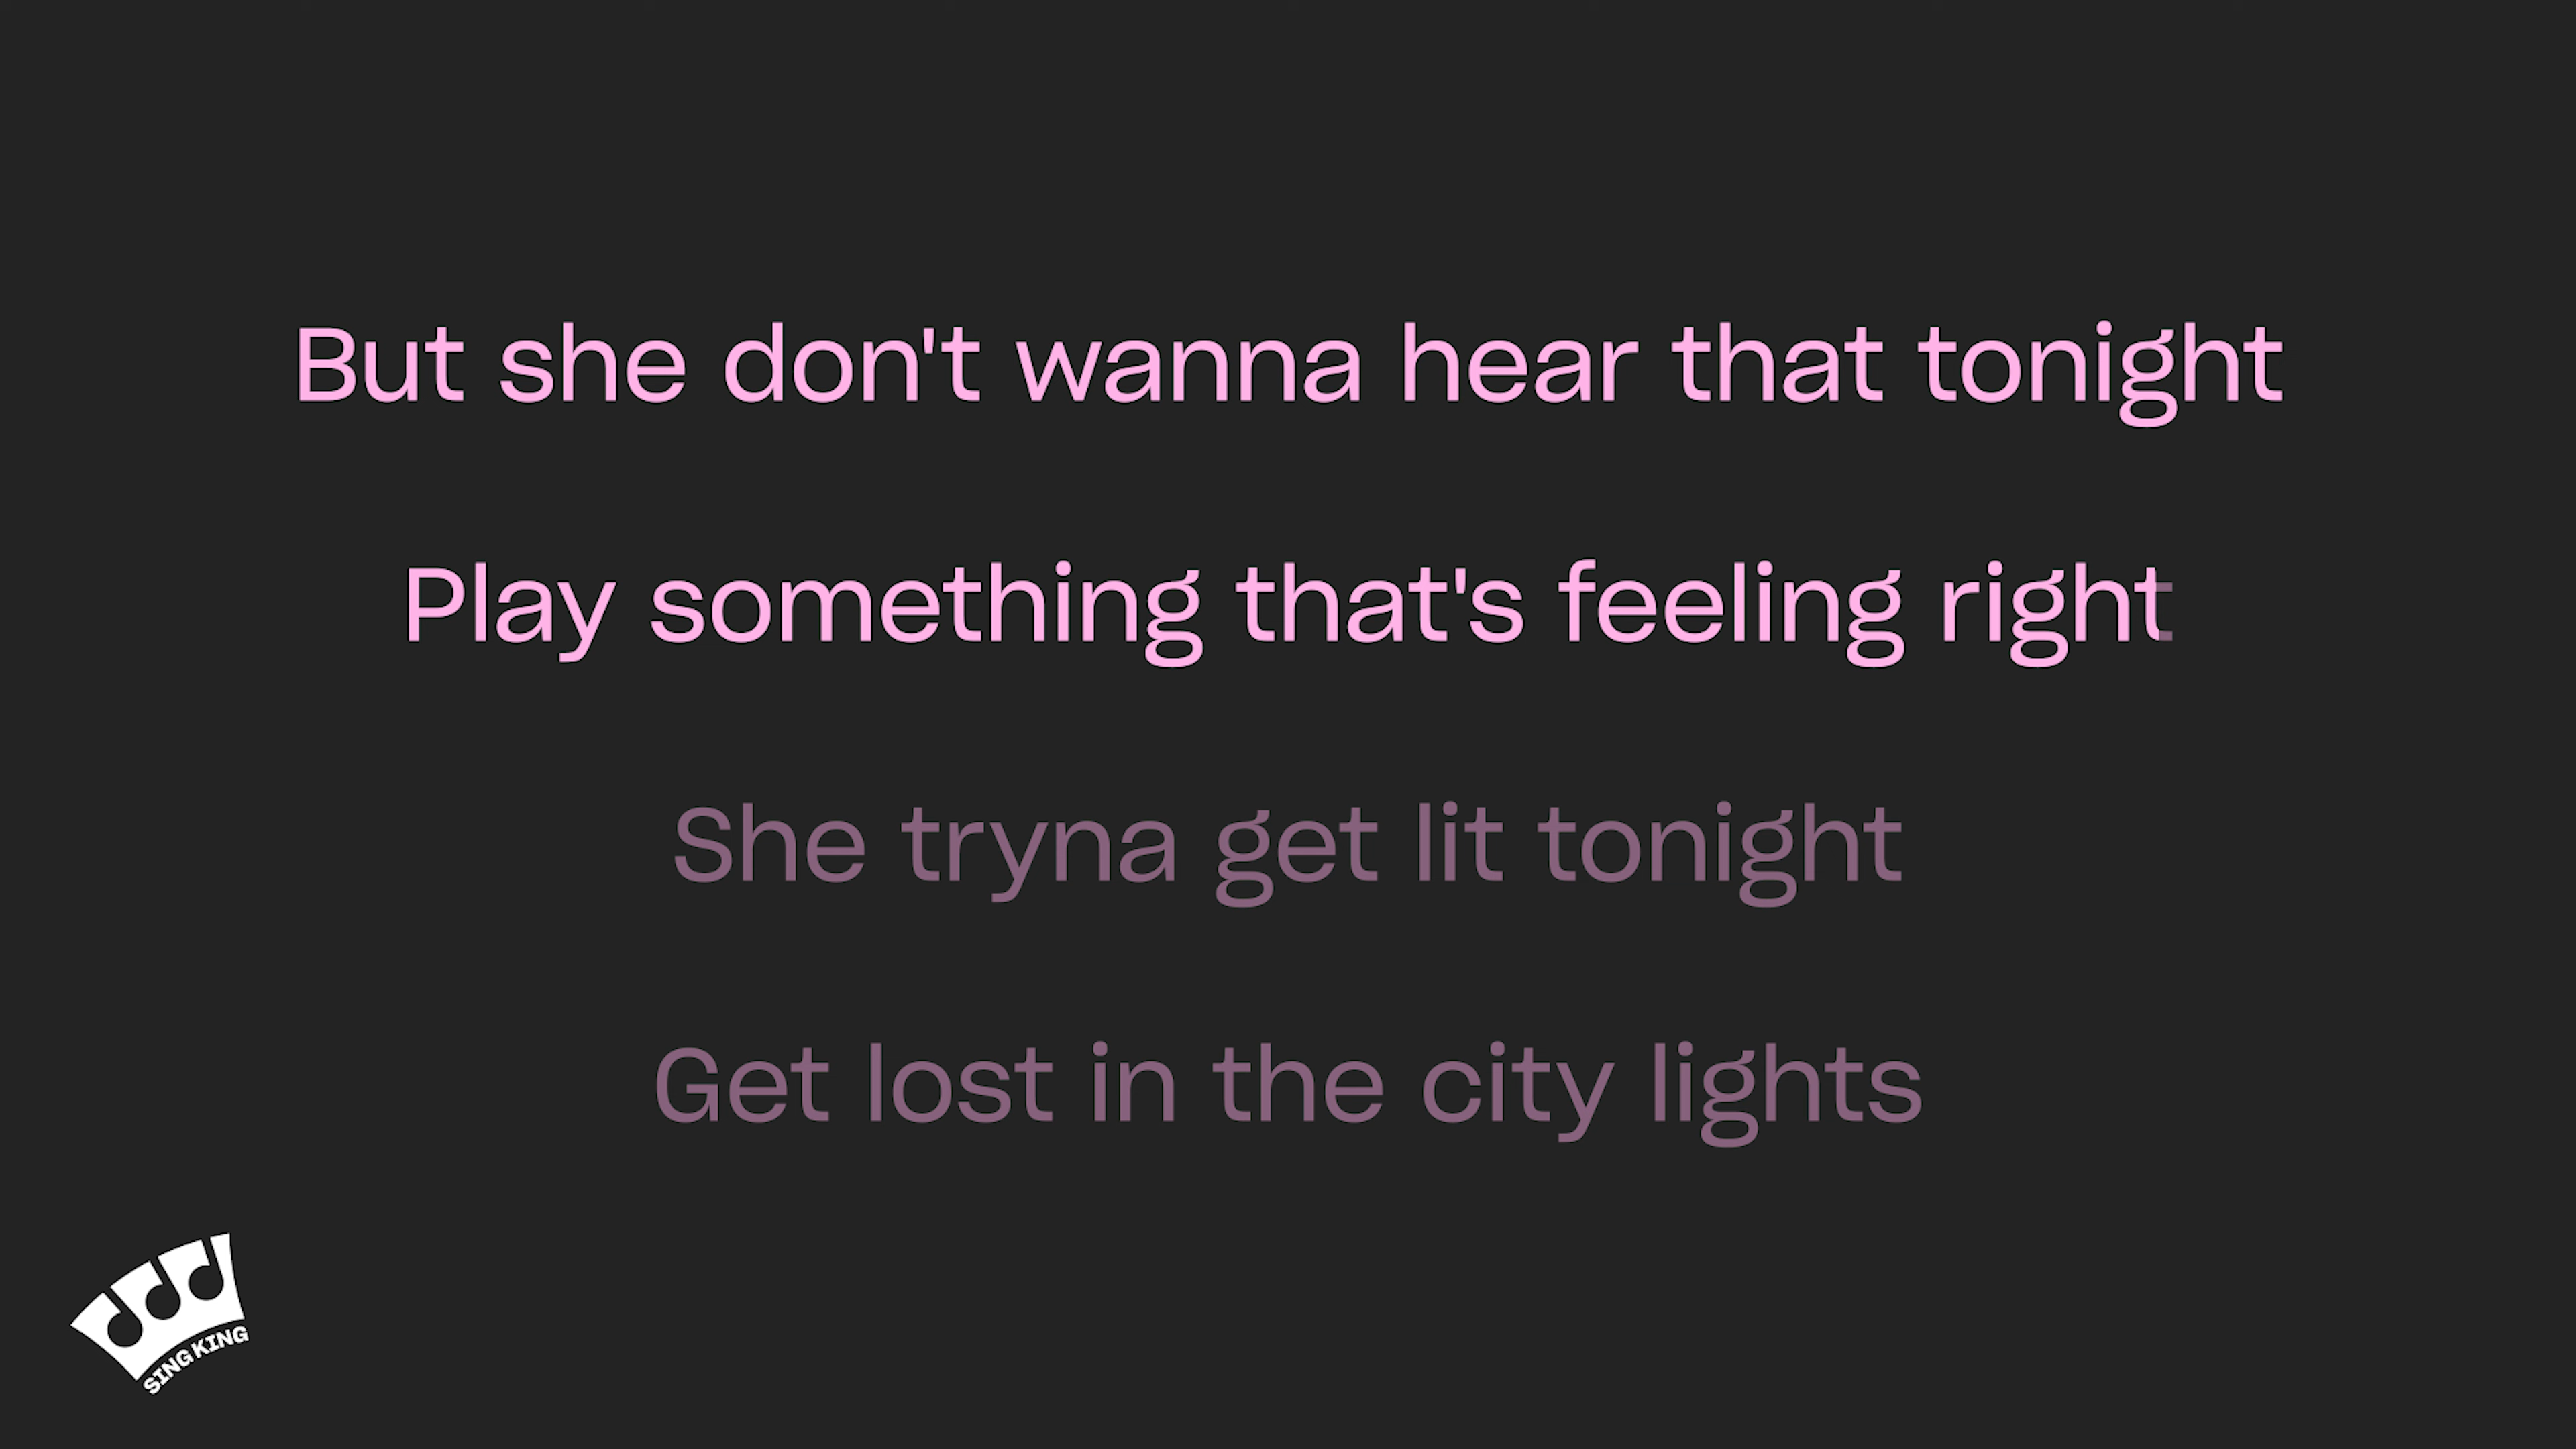 But she don't wanna hear that tonight
Play something that's feeling right
She tryna get lit tonight
Get lost in the city lights
SING KING